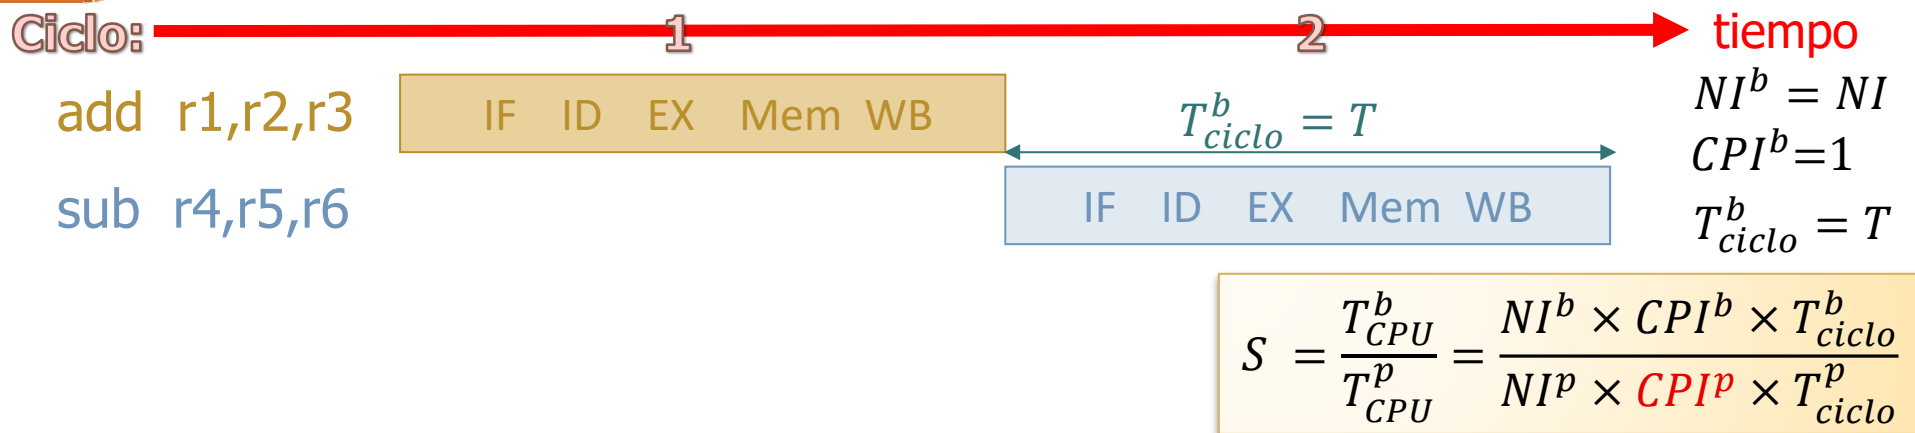 Ciclo: 1 2 tiempo
add r1,r2,r3 IF ID EX Mem WB
T^b_ciclo = T
NI^b = NI
CPI^b=1
sub r4,r5,r6 IF ID EX Mem WB
T^b_ciclo = T
S = T^b_CPU / T^p_CPU = NI^b × CPI^b × T^b_ciclo / NI^p × CPI^p × T^p_ciclo